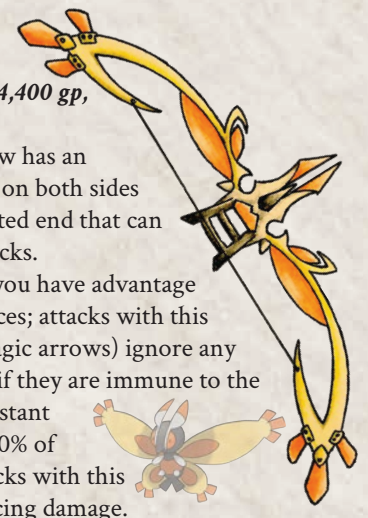 4,400 gp,
w has an
on both sides
ted end that can
cks.
you have advantage
ces; attacks with this
agic arrows) ignore any
if they are immune to the
stant
0% of
cks with this
cing damage.